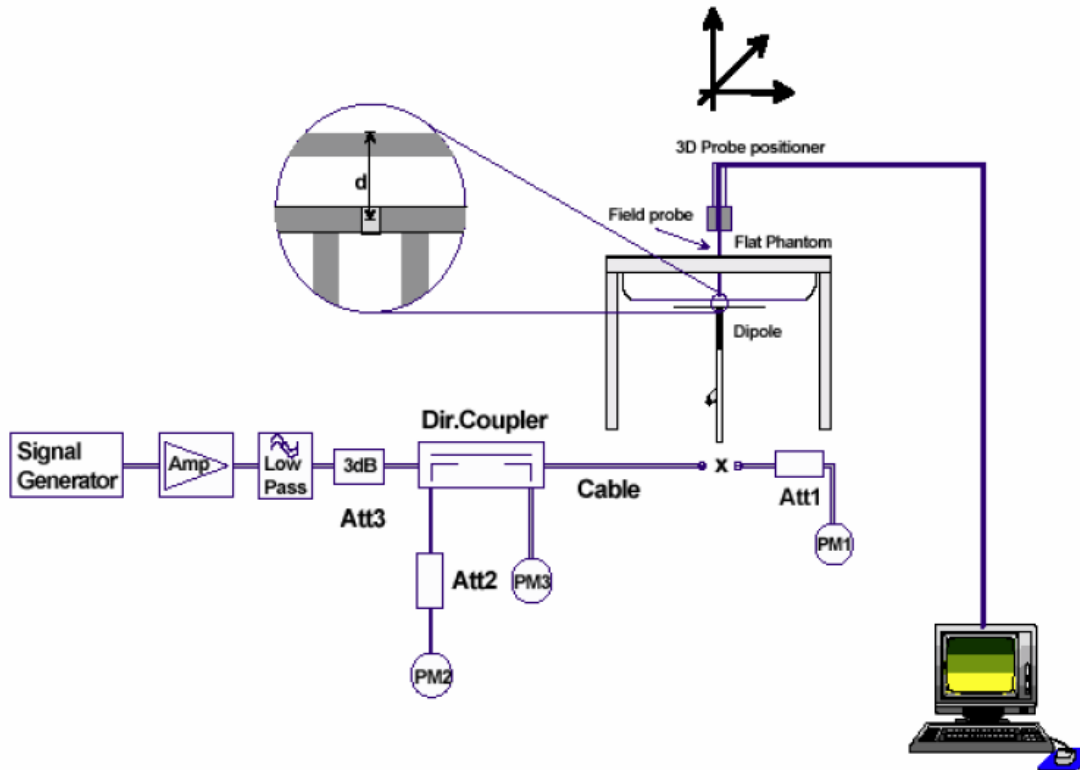 3D Probe positioner
d
Field probe
Flat Phantom
Dipole
Dir.Coupler
Signal
Generator
Amp
Low
Pass
3dB
Cable
x
Att1
Att3
PM1
Att2
PM3
PM2